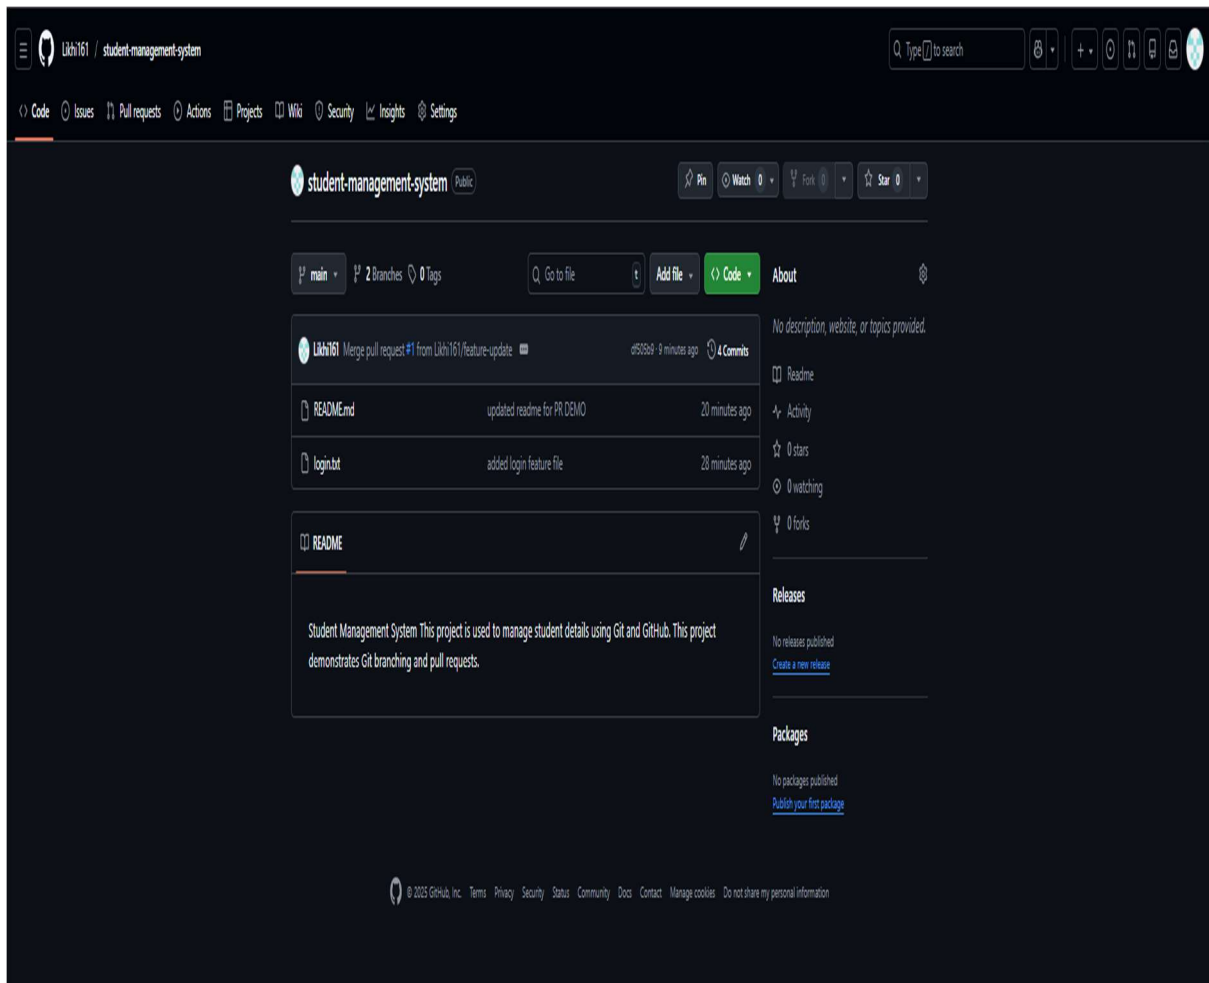 Likhi161 / student-management-system
Type / to search
Code Issues Pull requests Actions Projects Wiki Security Insights Settings
student-management-system Public
Pin Watch 0 Fork 0 Star 0
main 2 Branches 0 Tags Go to file t Add file Code
About
No description, website, or topics provided.
Likhi161 Merge pull request #1 from Likhi161/feature-update df505b9 · 9 minutes ago 4 Commits
Readme
README.md updated readme for PR DEMO 20 minutes ago
Activity
0 stars
login.txt added login feature file 28 minutes ago
0 watching
0 forks
README
Releases
Student Management System This project is used to manage student details using Git and GitHub. This project
demonstrates Git branching and pull requests.
No releases published
Create a new release
Packages
No packages published
Publish your first package
© 2025 GitHub, Inc. Terms Privacy Security Status Community Docs Contact Manage cookies Do not share my personal information